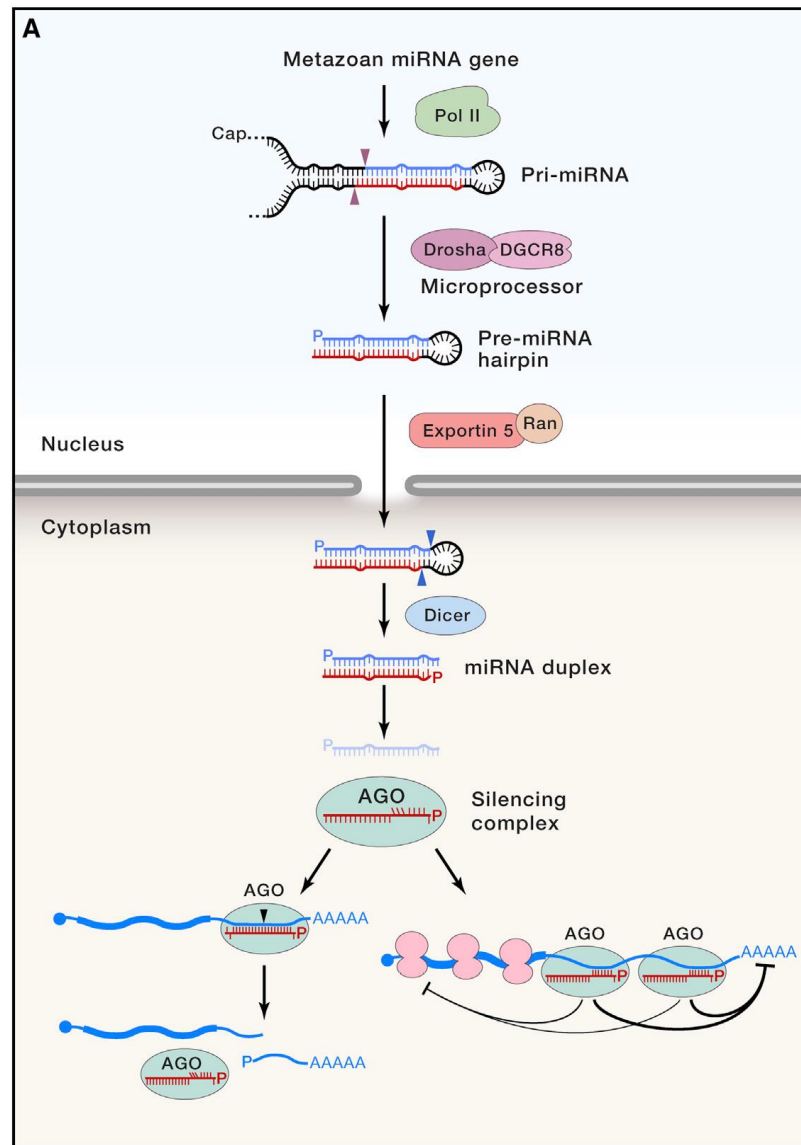 A
Metazoan miRNA gene
Pol II
Cap
Pri-miRNA
Drosha DGCR8
Microprocessor
P
Pre-miRNA
hairpin
Exportin 5 Ran
Nucleus
Cytoplasm
P
Dicer
P
miRNA duplex
P
P
AGO
P
Silencing
complex
AGO
AAAAA
P
AGO AGO
AAAAA
P P
AGO
P
P AAAAA